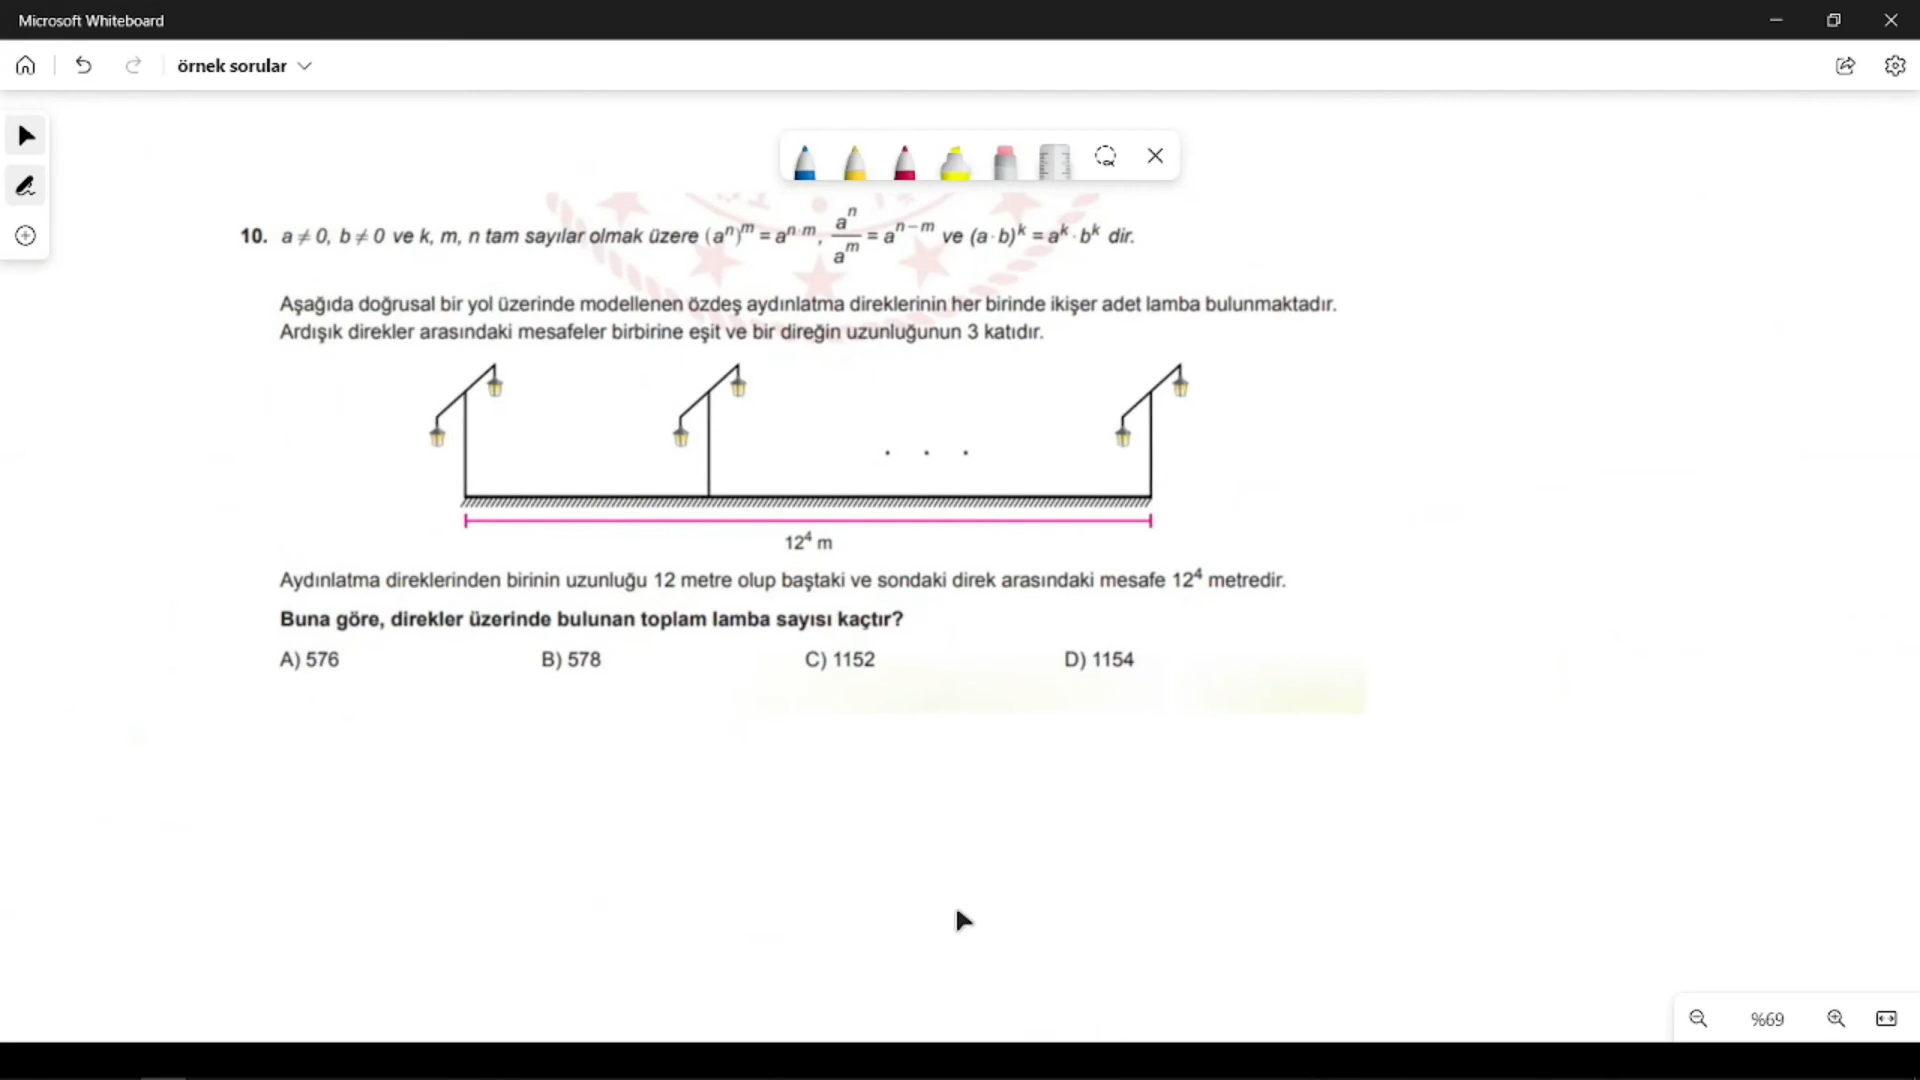 Microsoft Whiteboard
örnek sorular
10. a ≠ 0, b ≠ 0 ve k, m, n tam sayılar olmak üzere (aⁿ)ᵐ = aⁿ·ᵐ, aⁿ/aᵐ = aⁿ⁻ᵐ ve (a · b)ᵏ = aᵏ · bᵏ dir.
Aşağıda doğrusal bir yol üzerinde modellenen özdeş aydınlatma direklerinin her birinde ikişer adet lamba bulunmaktadır.
Ardışık direkler arasındaki mesafeler birbirine eşit ve bir direğin uzunluğunun 3 katıdır.
. . .
12⁴ m
Aydınlatma direklerinden birinin uzunluğu 12 metre olup baştaki ve sondaki direk arasındaki mesafe 12⁴ metredir.
Buna göre, direkler üzerinde bulunan toplam lamba sayısı kaçtır?
A) 576 B) 578 C) 1152 D) 1154
%69